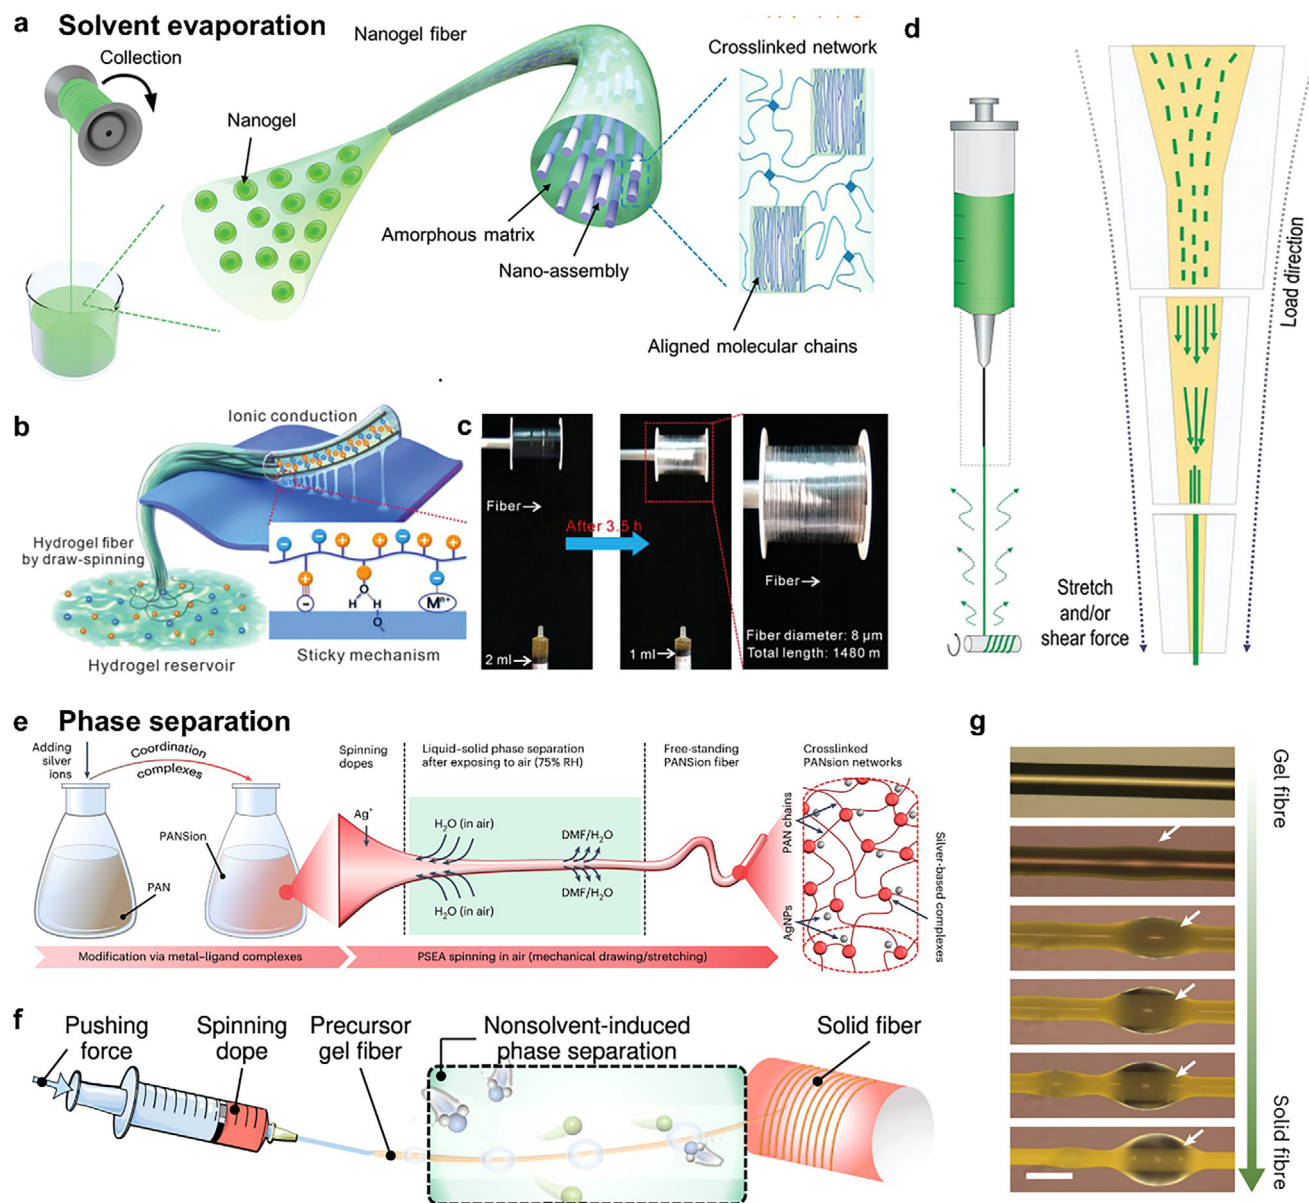 a Solvent evaporation
Collection
Nanogel
Nanogel fiber
Amorphous matrix
Nano-assembly
Crosslinked network
Aligned molecular chains
b
Ionic conduction
Hydrogel fiber
by draw-spinning
Hydrogel reservoir
H H
O
O
Mn+
Sticky mechanism
c
Fiber
2 ml
After 3.5 h
1 ml
Fiber
Fiber diameter: 8 µm
Total length: 1480 m
d
Load direction
Stretch
and/or
shear force
e Phase separation
Adding
silver
ions
Coordination
complexes
PANSion
PAN
Modification via metal–ligand complexes
Spinning
dopes
Ag+
Liquid–solid phase separation
after exposing to air (75% RH)
H2O (in air)
H2O (in air)
DMF/H2O
DMF/H2O
Free-standing
PANSion fiber
PSEA spinning in air (mechanical drawing/stretching)
Crosslinked
PANsion networks
PAN chains
AgNPs
Silver-based complexes
f
Pushing
force
Spinning
dope
Precursor
gel fiber
Nonsolvent-induced
phase separation
Solid fiber
g
Gel fibre
Solid fibre